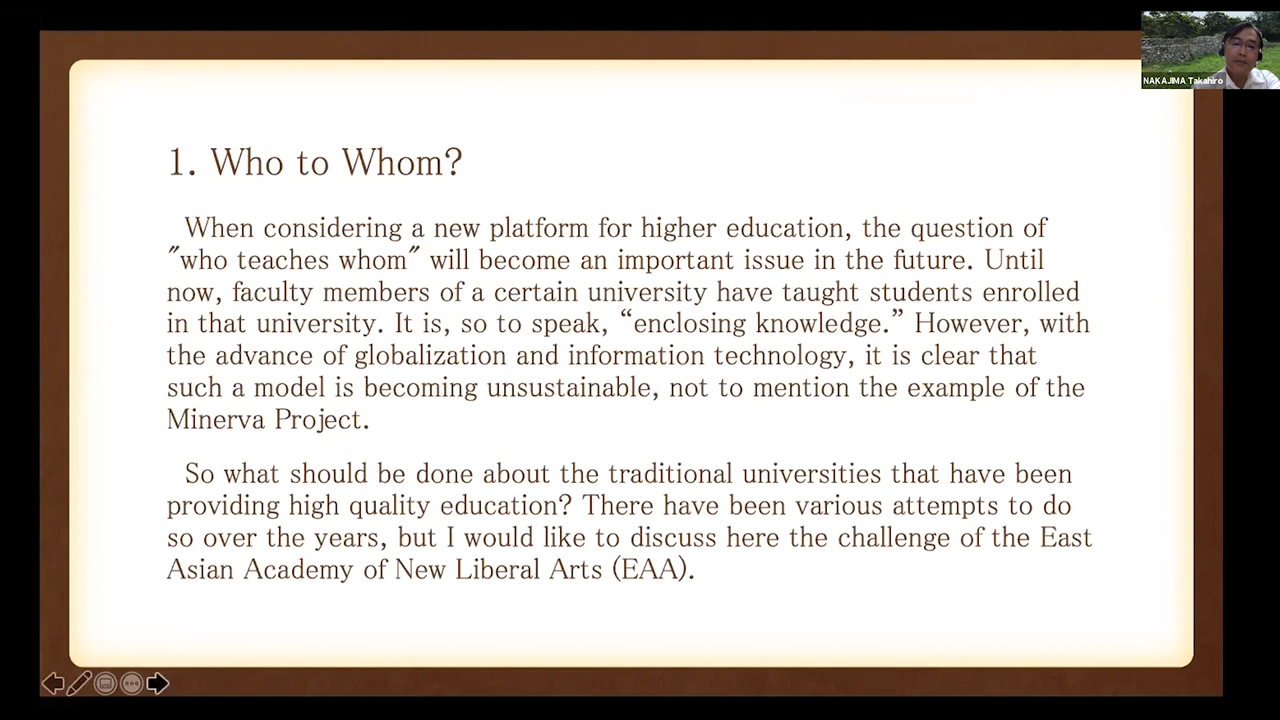 NAKAJIMA Takahiro
1. Who to Whom?
When considering a new platform for higher education, the question of
"who teaches whom" will become an important issue in the future. Until
now, faculty members of a certain university have taught students enrolled
in that university. It is, so to speak, “enclosing knowledge.” However, with
the advance of globalization and information technology, it is clear that
such a model is becoming unsustainable, not to mention the example of the
Minerva Project.
So what should be done about the traditional universities that have been
providing high quality education? There have been various attempts to do
so over the years, but I would like to discuss here the challenge of the East
Asian Academy of New Liberal Arts (EAA).